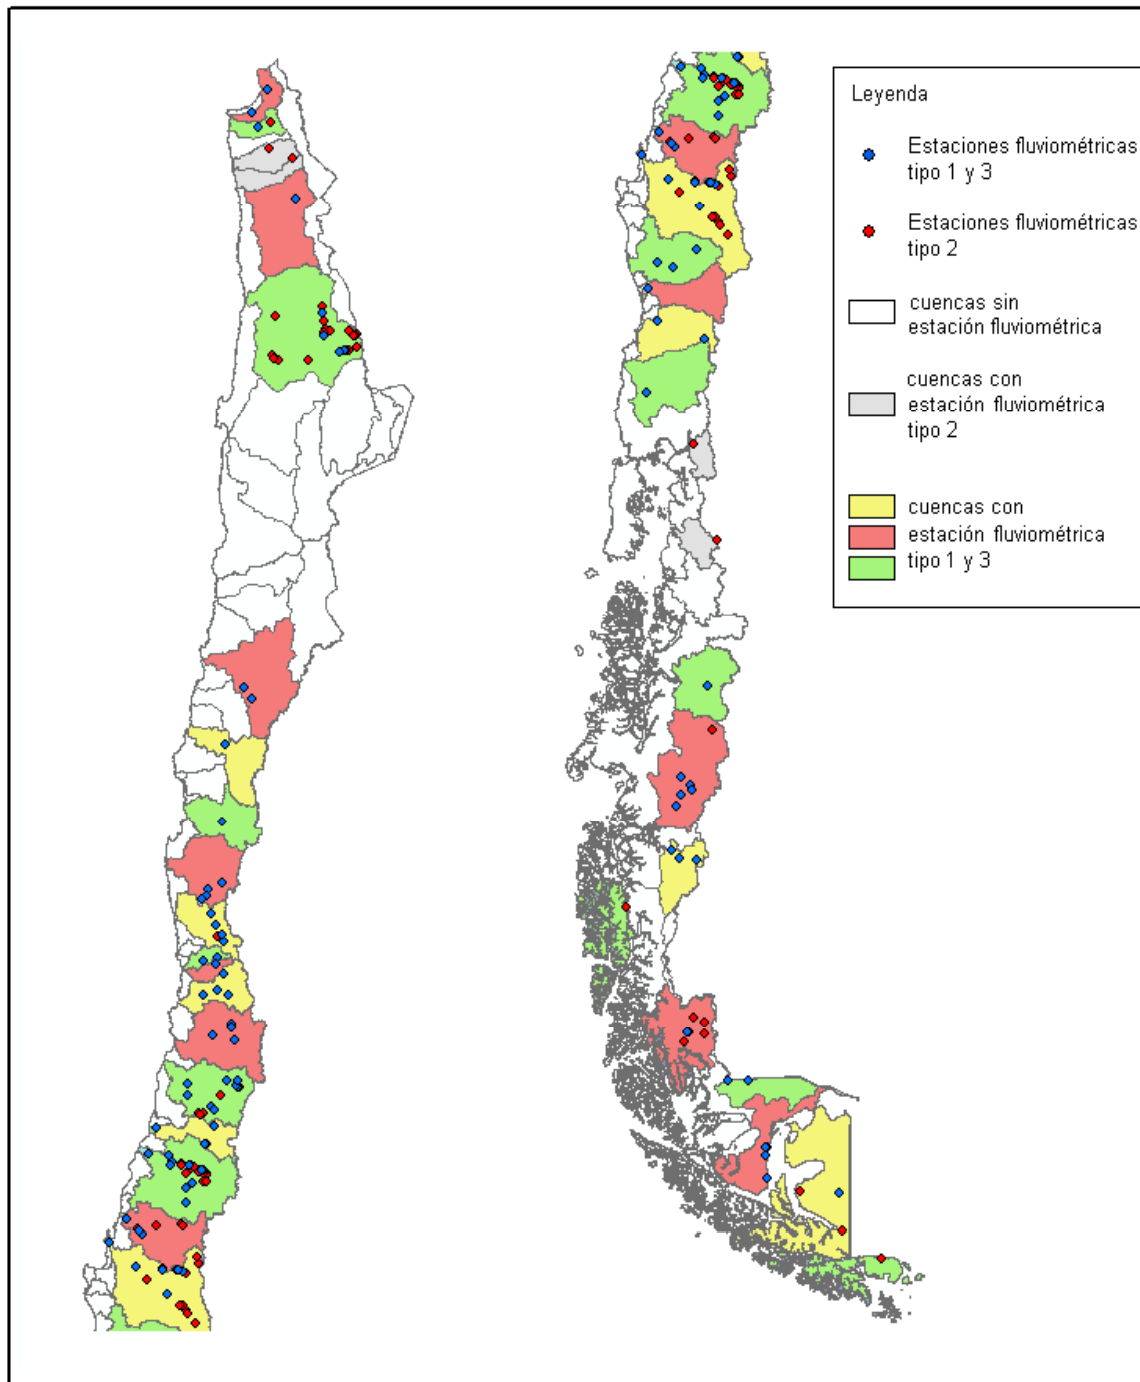 Leyenda
Estaciones fluviométricas
tipo 1 y 3
Estaciones fluviométricas
tipo 2
cuencas sin
estación fluviométrica
cuencas con
estación fluviométrica
tipo 2
cuencas con
estación fluviométrica
tipo 1 y 3